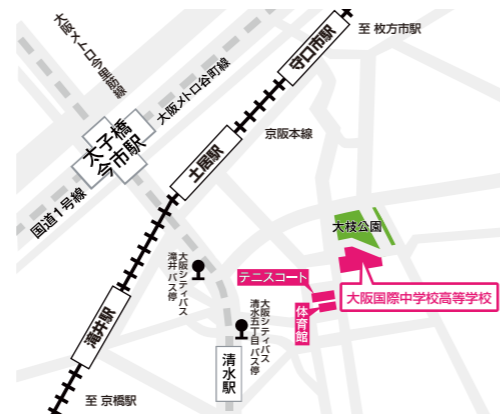 至 枚方市駅
守口市駅
大阪メトロ今里筋線
大阪メトロ谷町線
太子橋
今市駅
京阪本線
土居駅
国道1号線
大枝公園
大阪シティバス
滝井 バス停
テニスコート
大阪国際中学校高等学校
体育館
大阪シティバス
清水五丁目 バス停
滝井駅
清水駅
至 京橋駅